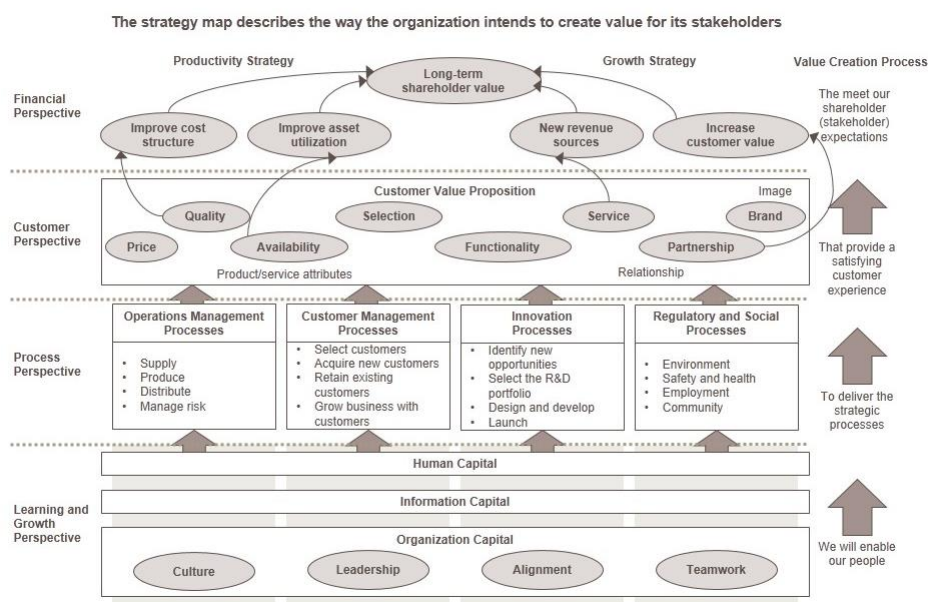 The strategy map describes the way the organization intends to create value for its stakeholders
Productivity Strategy
Growth Strategy
Value Creation Process
Financial
Perspective
Long-term
shareholder value
Improve cost
structure
Improve asset
utilization
New revenue
sources
Increase
customer value
The meet our
shareholder
(stakeholder)
expectations
Customer
Perspective
Customer Value Proposition
Image
Quality
Selection
Service
Brand
Price
Availability
Functionality
Partnership
Product/service attributes
Relationship
That provide a
satisfying
customer
experience
Process
Perspective
Operations Management
Processes
• Supply
• Produce
• Distribute
• Manage risk
Customer Management
Processes
• Select customers
• Acquire new customers
• Retain existing
customers
• Grow business with
customers
Innovation
Processes
• Identify new
opportunities
• Select the R&D
portfolio
• Design and develop
• Launch
Regulatory and Social
Processes
• Environment
• Safety and health
• Employment
• Community
To deliver the
strategic
processes
Learning and
Growth
Perspective
Human Capital
Information Capital
Organization Capital
Culture
Leadership
Alignment
Teamwork
We will enable
our people